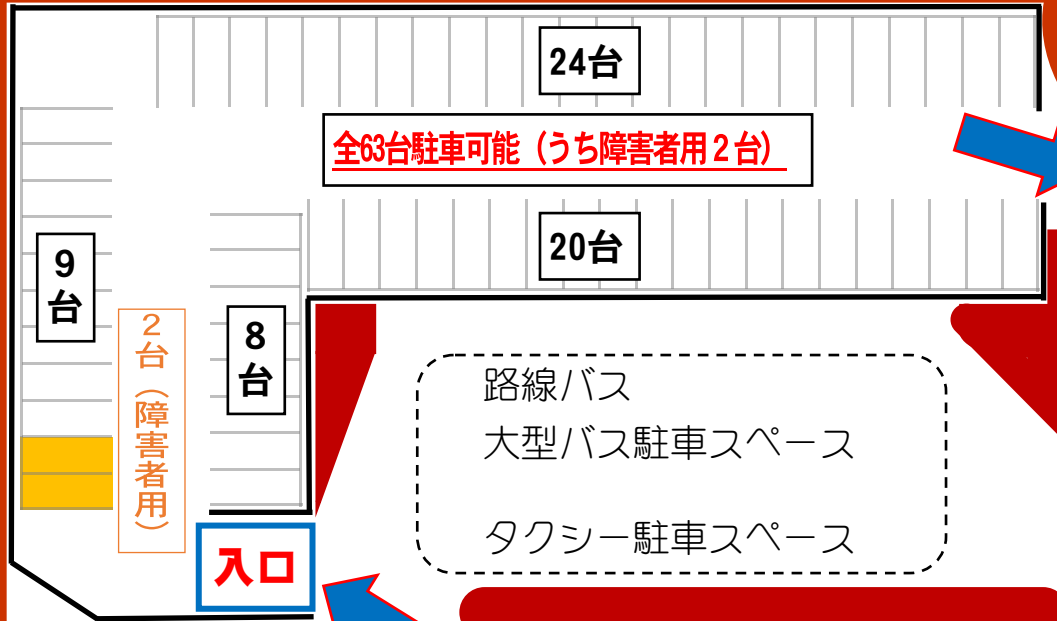 24台
全63台駐車可能（うち障害者用２台）
20台
9台
8台
２台（障害者用）
路線バス
大型バス駐車スペース
タクシー駐車スペース
入口